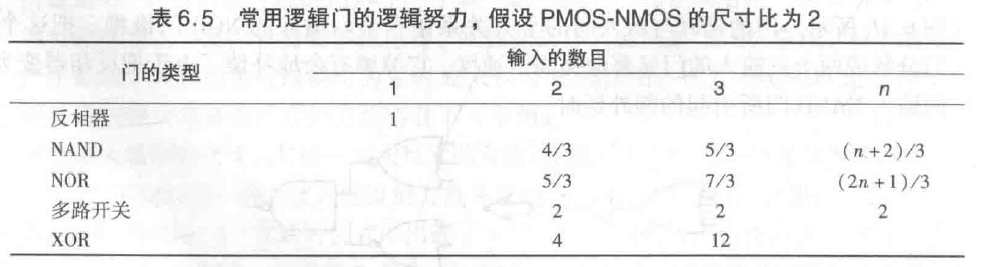 表6.5 常用逻辑门的逻辑努力，假设 PMOS-NMOS 的尺寸比为 2
门的类型 输入的数目
1 2 3 n
反相器 1
NAND 4/3 5/3 (n+2)/3
NOR 5/3 7/3 (2n+1)/3
多路开关 2 2 2
XOR 4 12